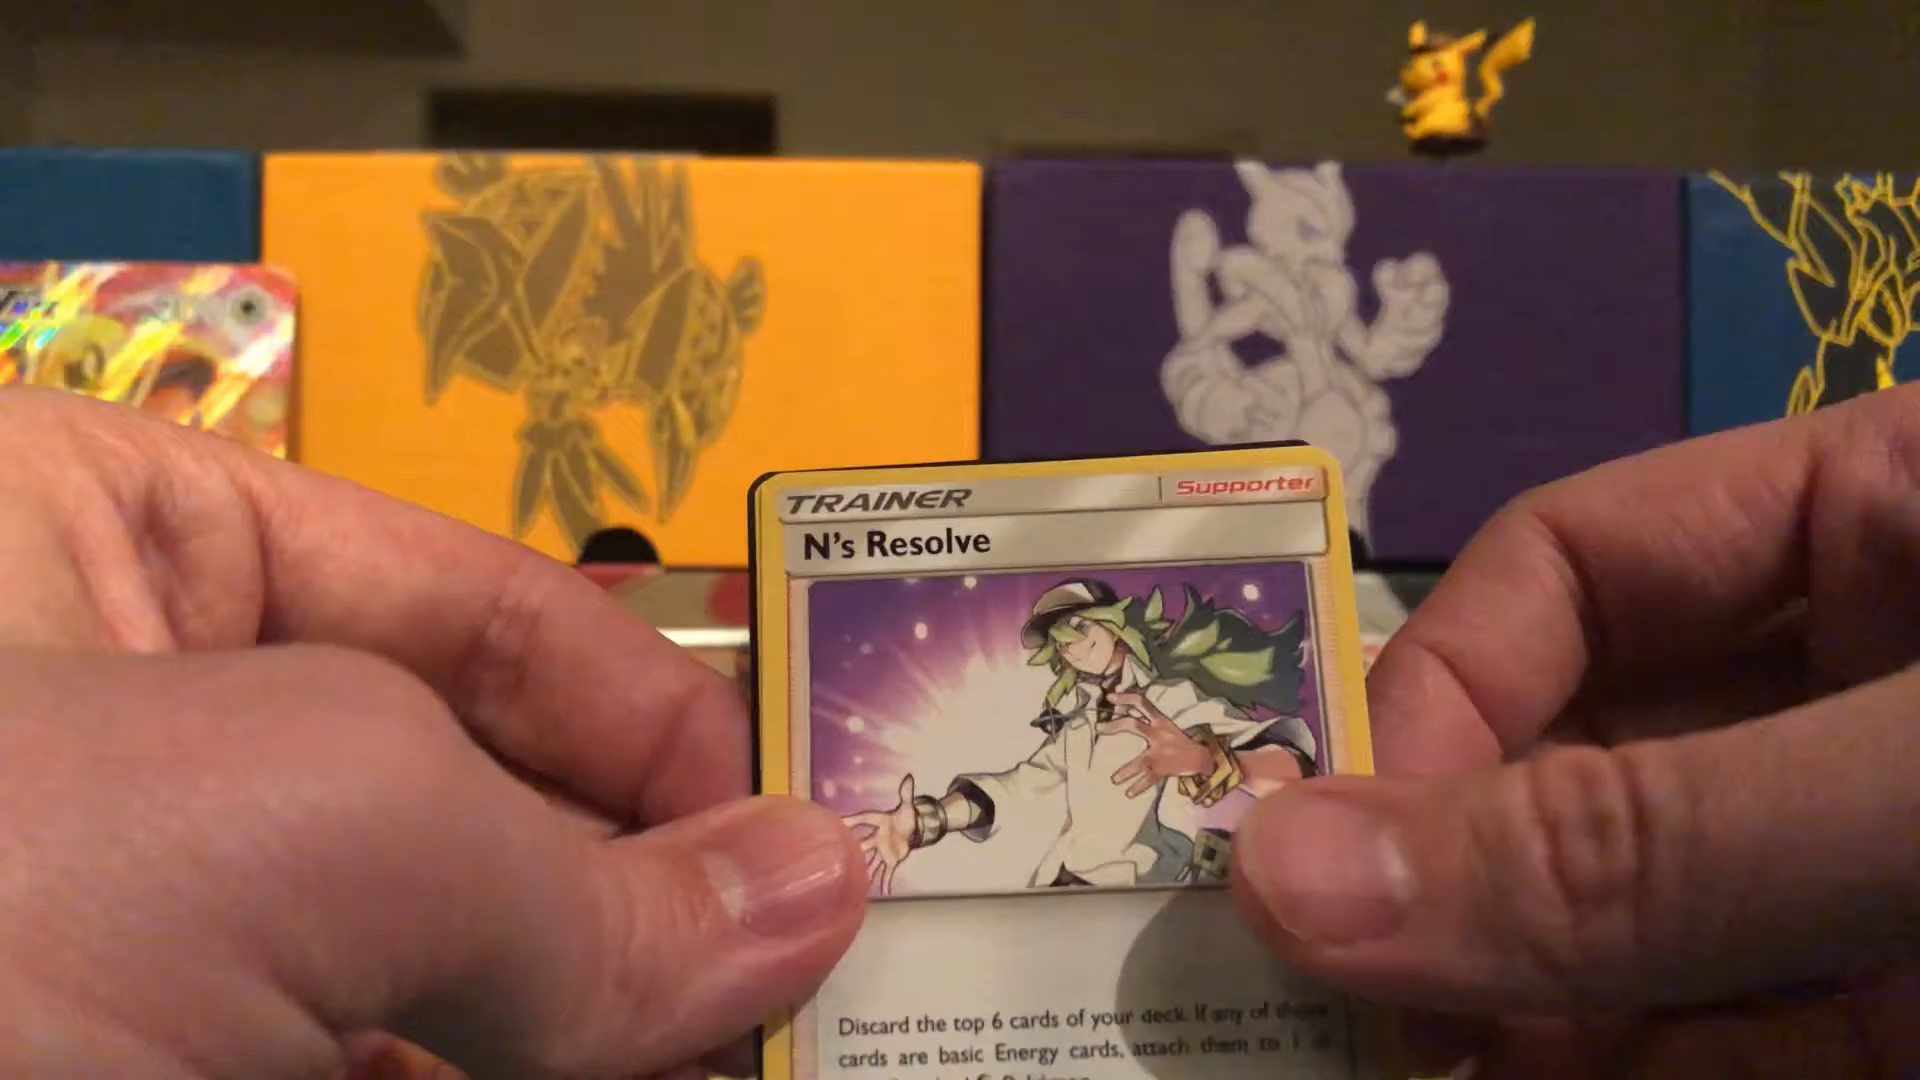 TRAINER
Supporter
N's Resolve
Discard the top 6 cards of your deck. If any of those
cards are basic Energy cards, attach them to 1